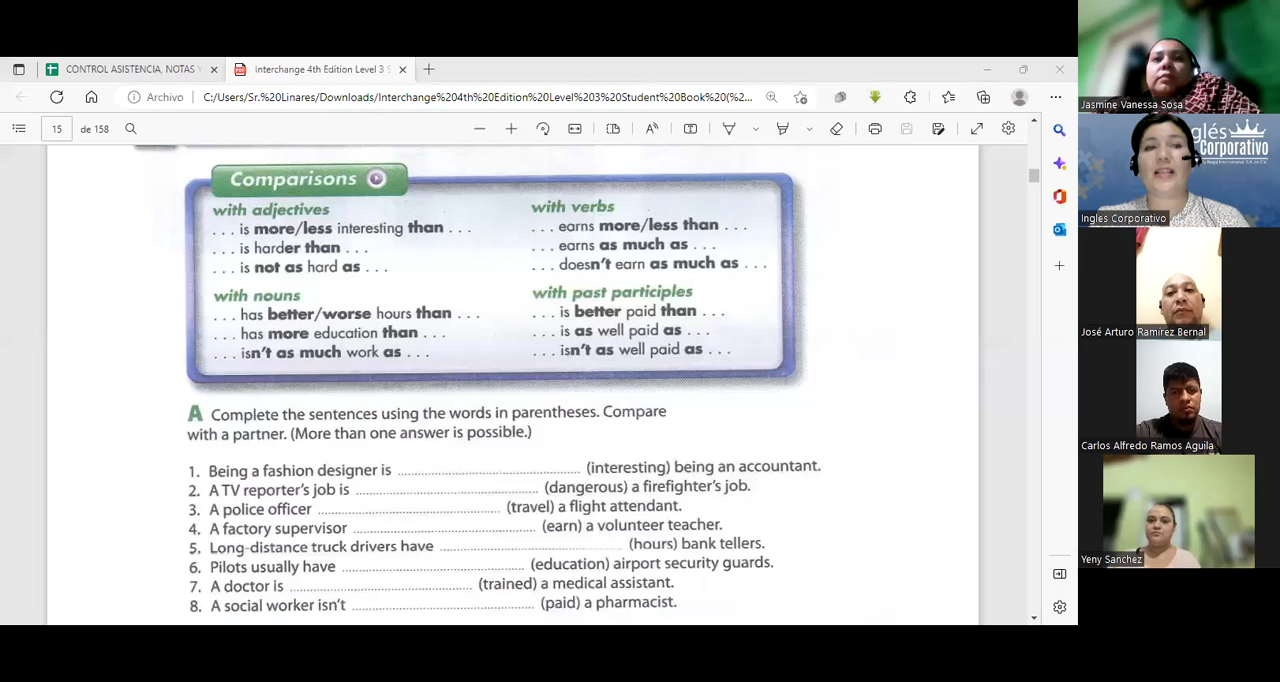 CONTROL ASISTENCIA, NOTAS Y
Interchange 4th Edition Level 3 S
Archivo
C:/Users/Sr.%20Linares/Downloads/Interchange%204th%20Edition%20Level%203%20Student%20Book%20(%2...
15
de 158
Comparisons
with adjectives
. . . is more/less interesting than . . .
. . . is harder than . . .
. . . is not as hard as . . .
with nouns
. . . has better/worse hours than . . .
. . . has more education than . . .
. . . isn't as much work as . . .
with verbs
. . . earns more/less than . . .
. . . earns as much as . . .
. . . doesn't earn as much as . . .
with past participles
. . . is better paid than . . .
. . . is as well paid as . . .
. . . isn't as well paid as . . .
A Complete the sentences using the words in parentheses. Compare
with a partner. (More than one answer is possible.)
1. Being a fashion designer is ........................ (interesting) being an accountant.
2. A TV reporter's job is ........................ (dangerous) a firefighter's job.
3. A police officer ........................ (travel) a flight attendant.
4. A factory supervisor ........................ (earn) a volunteer teacher.
5. Long-distance truck drivers have ........................ (hours) bank tellers.
6. Pilots usually have ........................ (education) airport security guards.
7. A doctor is ........................ (trained) a medical assistant.
8. A social worker isn't ........................ (paid) a pharmacist.
Jasmine Vanessa Sosa
glés
Corporativo
Ingles Corporativo
José Arturo Ramírez Bernal
Carlos Alfredo Ramos Aguila
Yeny Sanchez